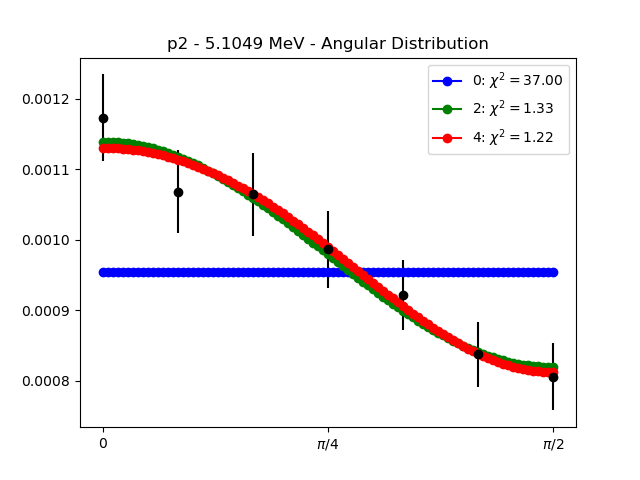 p2 - 5.1049 MeV - Angular Distribution
0: χ² = 37.00
2: χ² = 1.33
4: χ² = 1.22
0.0012
0.0011
0.0010
0.0009
0.0008
0 π/4 π/2